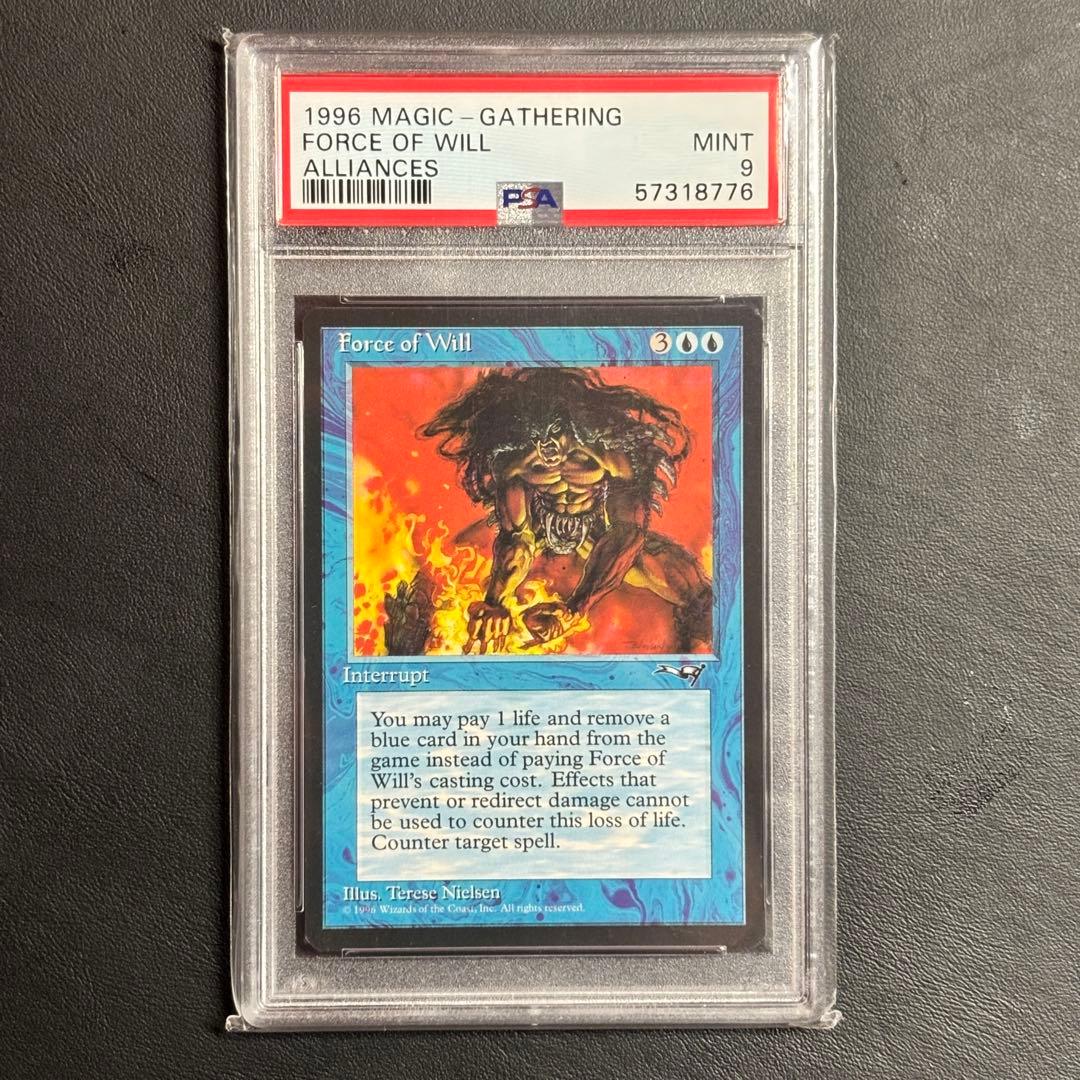 1996 MAGIC - GATHERING
FORCE OF WILL MINT
ALLIANCES 9
PSA 57318776
Force of Will 3
Interrupt
You may pay 1 life and remove a
blue card in your hand from the
game instead of paying Force of
Will's casting cost. Effects that
prevent or redirect damage cannot
be used to counter this loss of life.
Counter target spell.
Illus. Terese Nielsen
© 1996 Wizards of the Coast, Inc. All rights reserved.